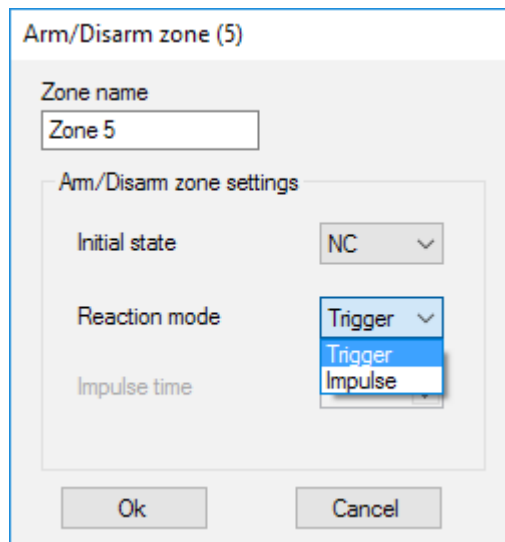 Arm/Disarm zone (5)
Zone name
Zone 5
Arm/Disarm zone settings
Initial state NC
Reaction mode Trigger
Trigger
Impulse
Impulse time
Ok Cancel